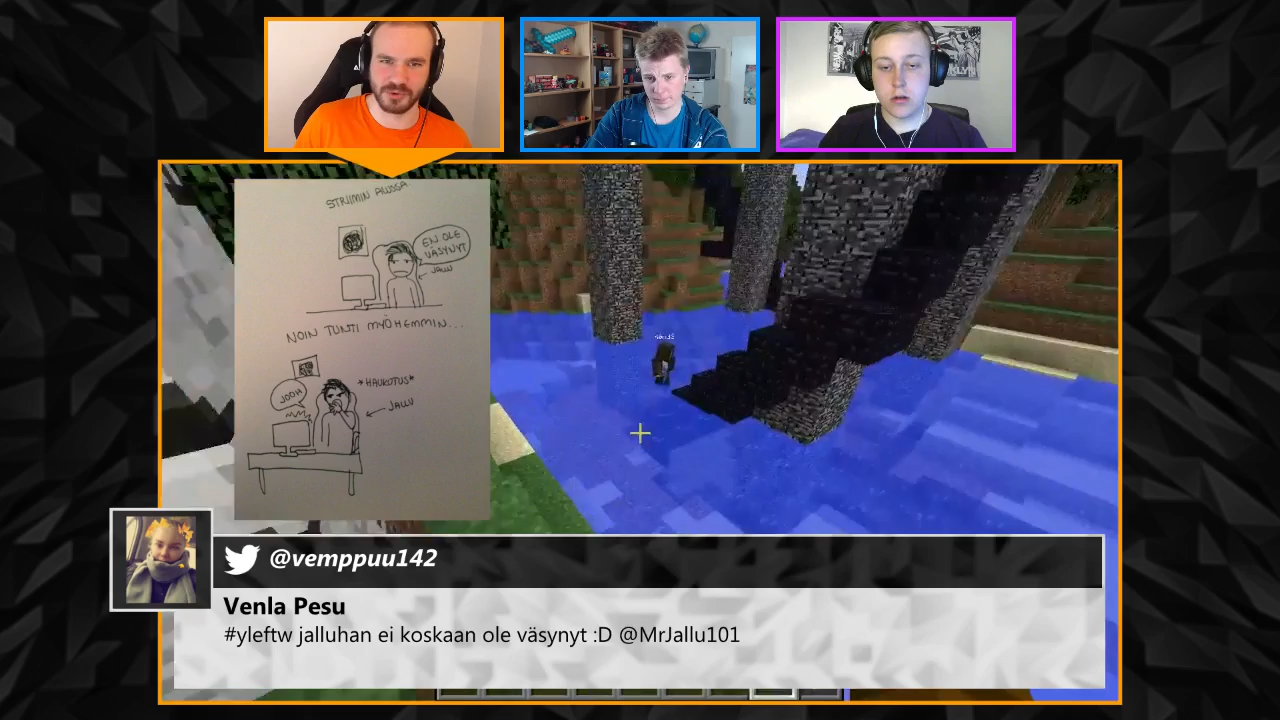 STRIIMIN ALUSSA
EN OLE
VÄSYNYT
JALLU
NOIN TUNTI MYÖHEMMIN...
*HAUKOTUS*
JOOH
JALLU
@vemppuu142
Venla Pesu
#yleftw jalluhan ei koskaan ole väsynyt :D @MrJallu101